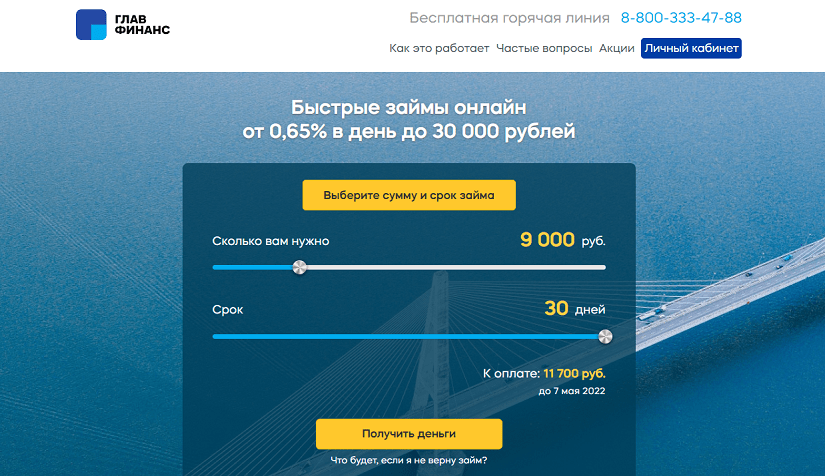 ГЛАВ
ФИНАНС
Бесплатная горячая линия 8-800-333-47-88
Как это работает Частые вопросы Акции Личный кабинет
Быстрые займы онлайн
от 0,65% в день до 30 000 рублей
Выберите сумму и срок займа
Сколько вам нужно 9 000 руб.
Срок 30 дней
К оплате: 11 700 руб.
до 7 мая 2022
Получить деньги
Что будет, если я не верну займ?